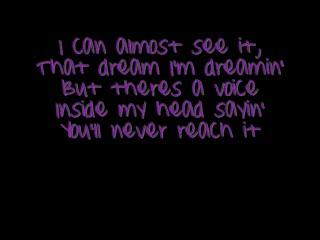 I can almost see it,
That dream I'm dreamin'
But theres a voice
Inside my head sayin'
You'll never reach it